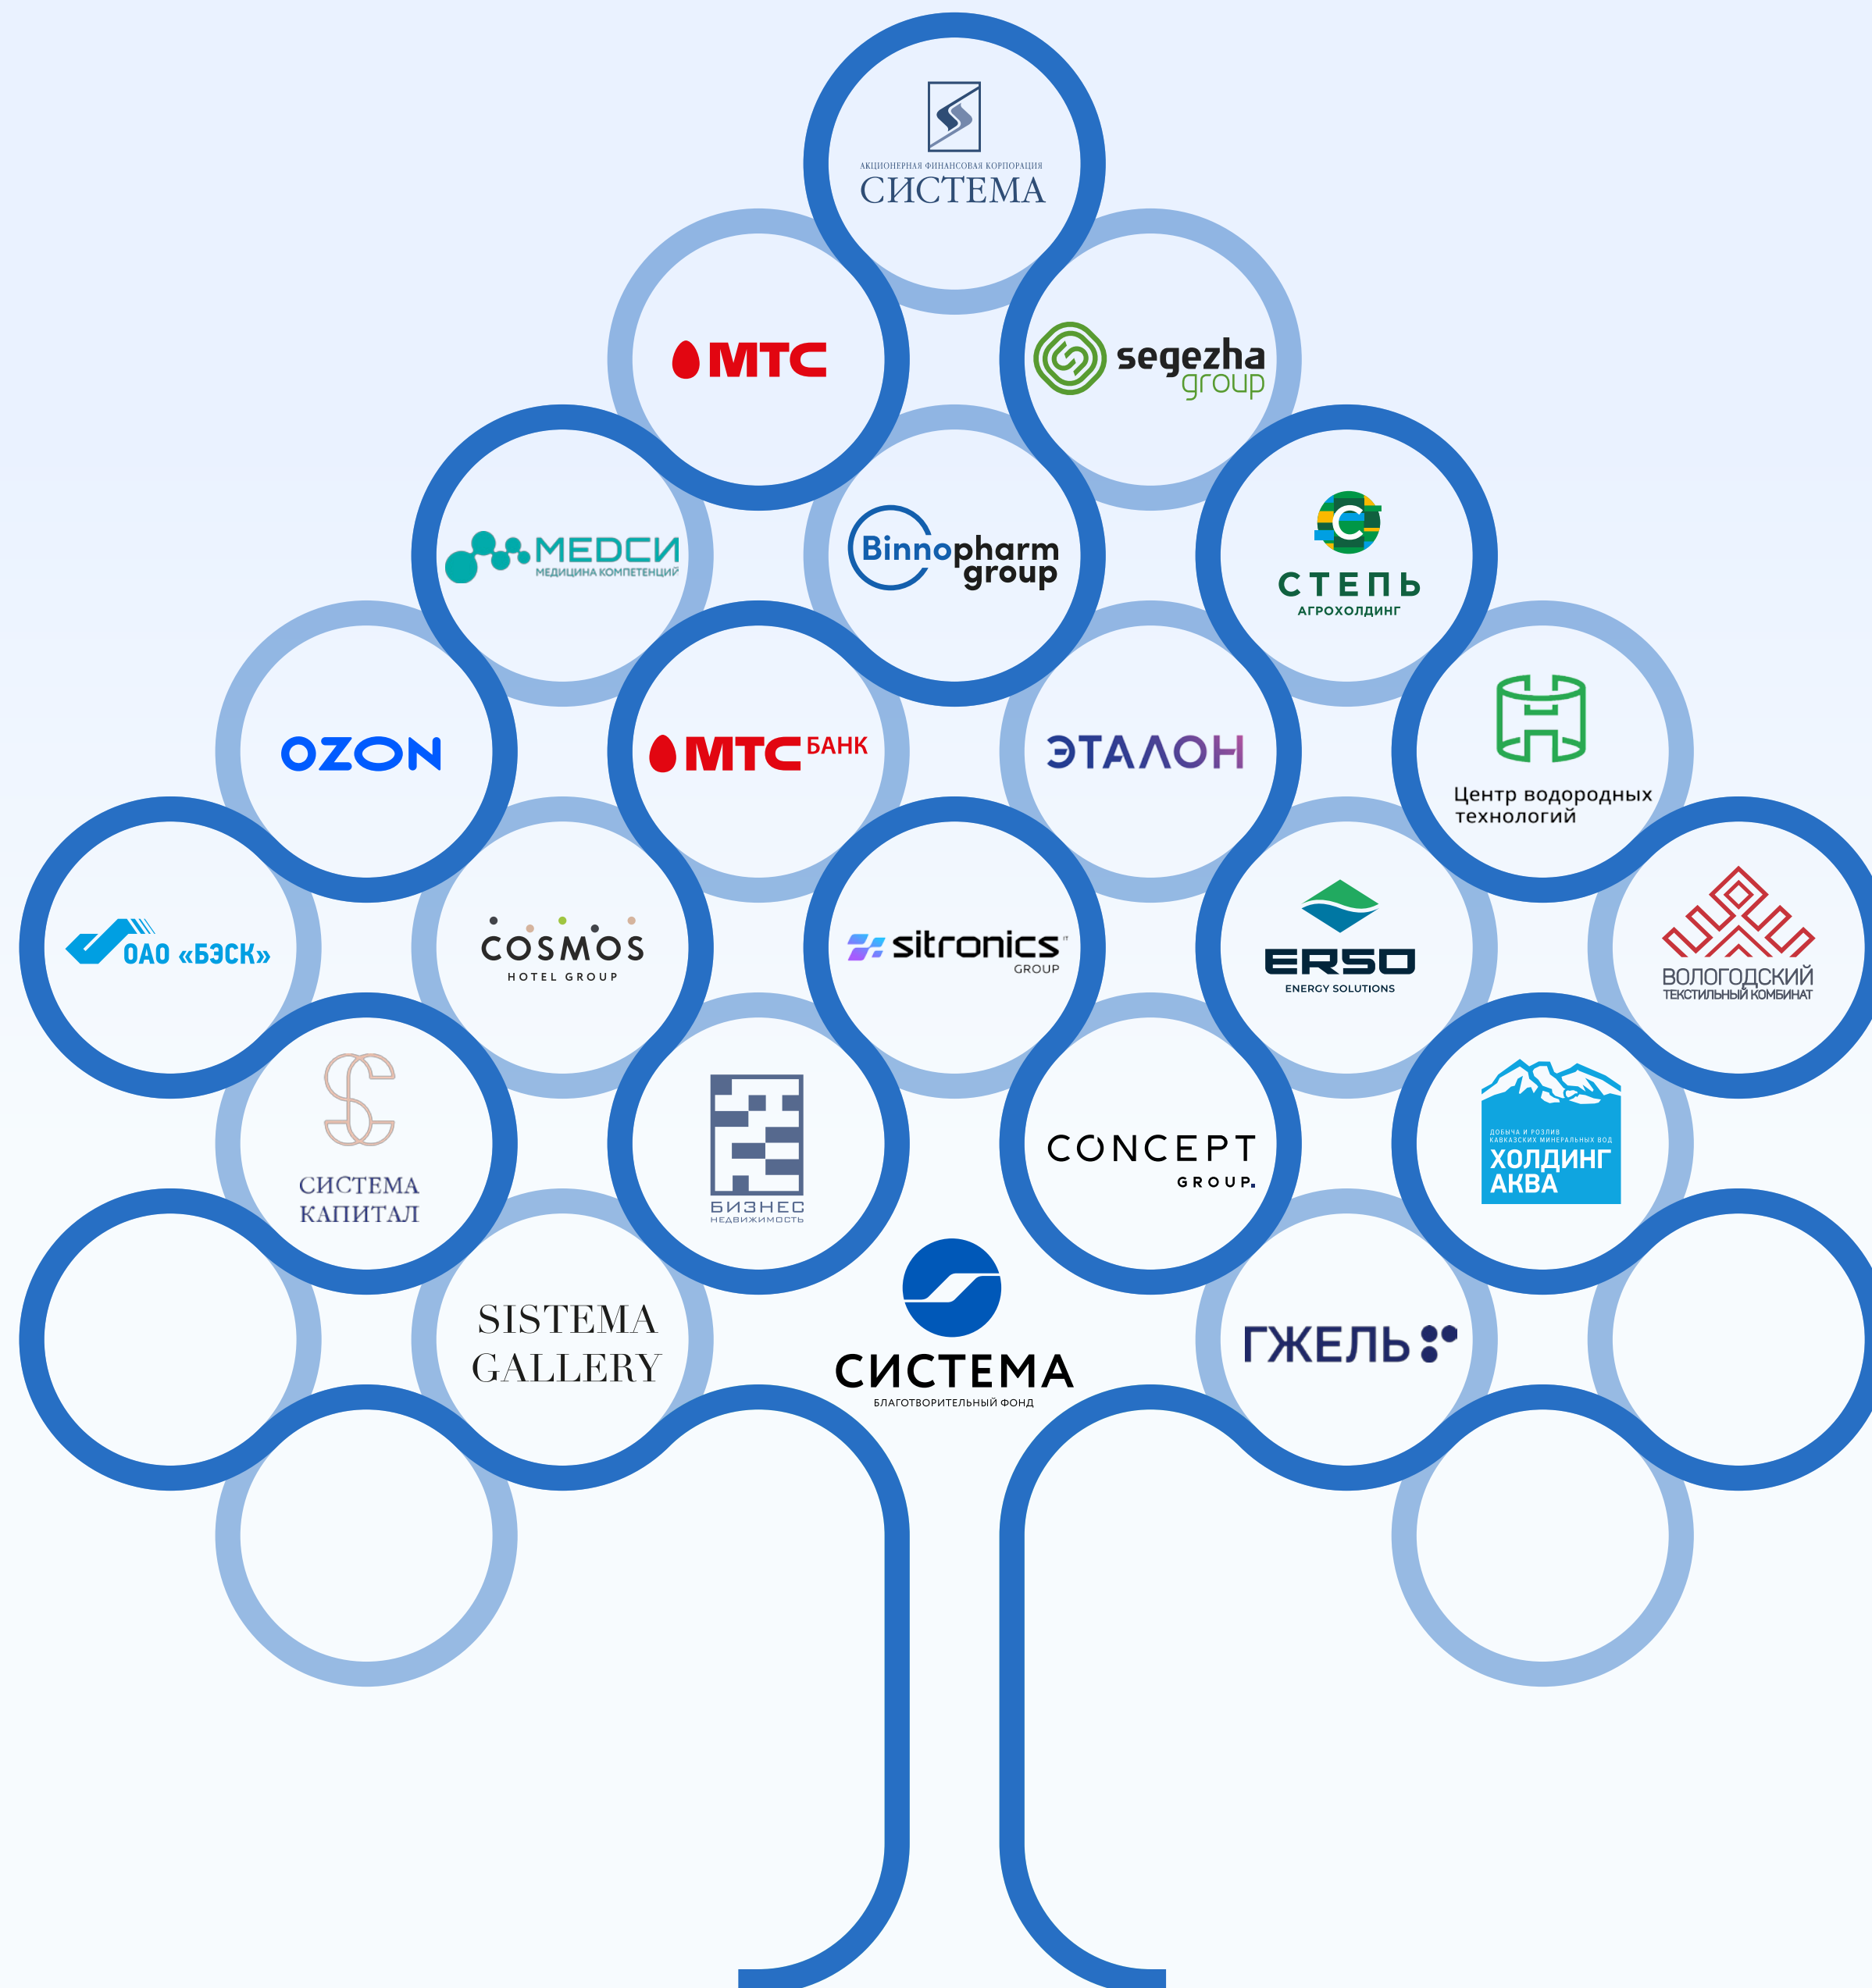 АКЦИОНЕРНАЯ ФИНАНСОВАЯ КОРПОРАЦИЯ
СИСТЕМА
МТС
segezha
group
МЕDСИ
МЕДИЦИНА КОМПЕТЕНЦИЙ
Binnopharm
group
С
СТЕПЬ
АГРОХОЛДИНГ
OZON
МТС БАНК
ЭТАЛОН
Центр водородных
технологий
ОАО «БЭСК»
COSMOS
HOTEL GROUP
sitronics IT
GROUP
ERSO
ENERGY SOLUTIONS
ВОЛОГОДСКИЙ
ТЕКСТИЛЬНЫЙ КОМБИНАТ
СИСТЕМА
КАПИТАЛ
БИЗНЕС
НЕДВИЖИМОСТЬ
CONCEPT
GROUP.
ДОБЫЧА И РОЗЛИВ
КАВКАЗСКИХ МИНЕРАЛЬНЫХ ВОД
ХОЛДИНГ
АКВА
SISTEMA
GALLERY
СИСТЕМА
БЛАГОТВОРИТЕЛЬНЫЙ ФОНД
ГЖЕЛЬ